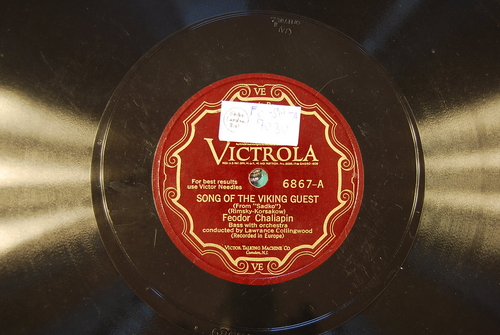 VE
VICTROLA
For best results
use Victor Needles
6867-A
SONG OF THE VIKING GUEST
(From "Sadko")
(Rimsky-Korsakow)
Feodor Chaliapin
Bass with orchestra
conducted by Lawrance Collingwood
(Recorded in Europe)
VICTOR TALKING MACHINE CO.
Camden, N.J.
VE